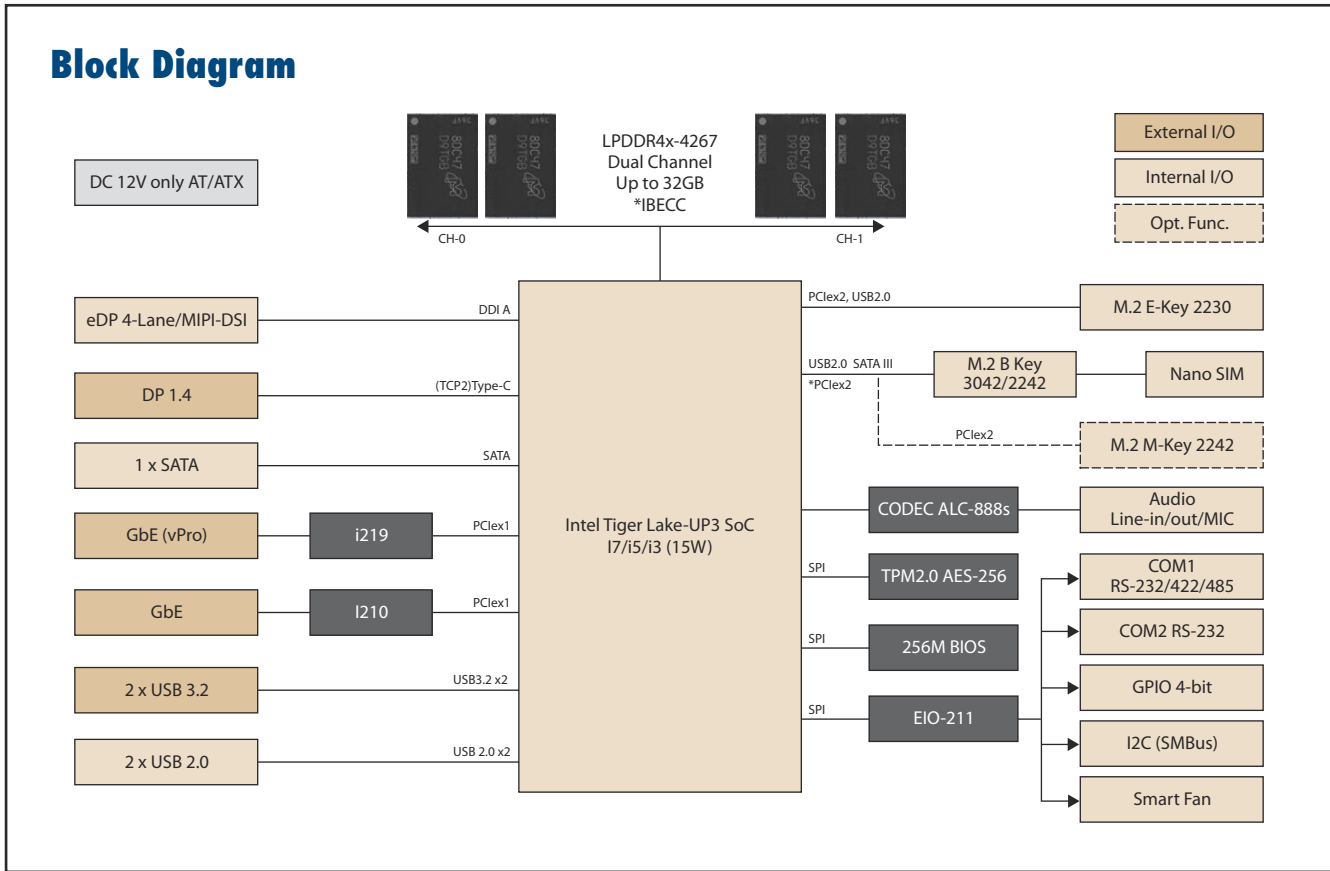 Block Diagram
DC 12V only AT/ATX
LPDDR4x-4267
Dual Channel
Up to 32GB
*IBECC
CH-0
CH-1
External I/O
Internal I/O
Opt. Func.
eDP 4-Lane/MIPI-DSI
DDI A
DP 1.4
(TCP2)Type-C
1 x SATA
SATA
GbE (vPro)
i219
PCIex1
GbE
I210
PCIex1
2 x USB 3.2
USB3.2 x2
2 x USB 2.0
USB 2.0 x2
Intel Tiger Lake-UP3 SoC
I7/i5/i3 (15W)
PCIex2, USB2.0
M.2 E-Key 2230
USB2.0 SATA III
*PCIex2
M.2 B Key
3042/2242
Nano SIM
PCIex2
M.2 M-Key 2242
CODEC ALC-888s
Audio
Line-in/out/MIC
SPI
TPM2.0 AES-256
SPI
256M BIOS
SPI
EIO-211
COM1
RS-232/422/485
COM2 RS-232
GPIO 4-bit
I2C (SMBus)
Smart Fan